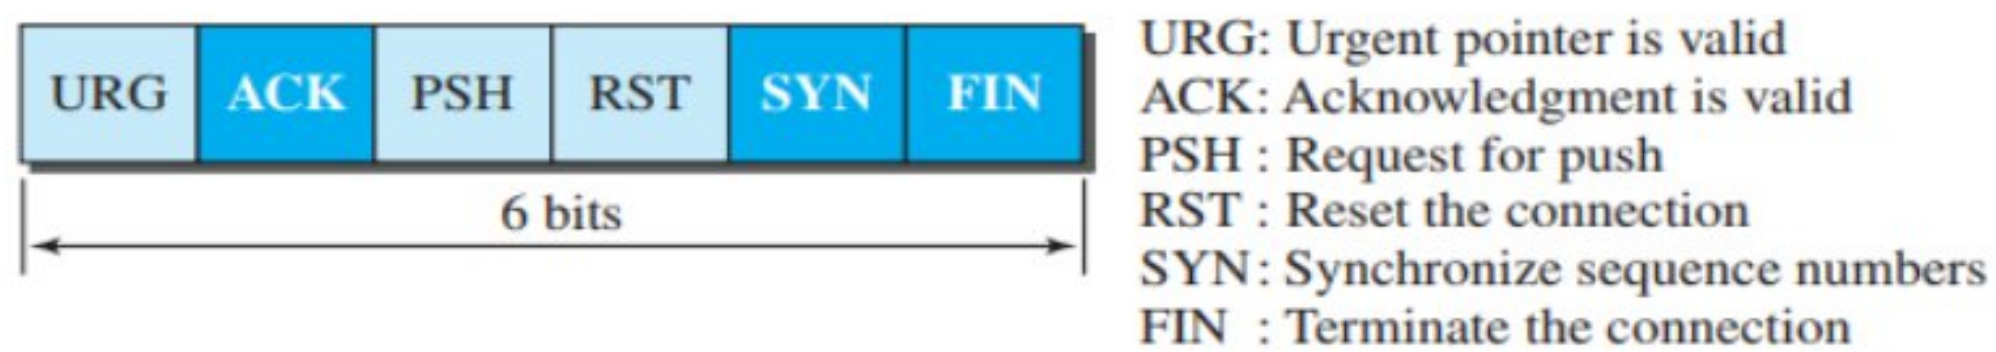 URG ACK PSH RST SYN FIN
6 bits
URG: Urgent pointer is valid
ACK: Acknowledgment is valid
PSH : Request for push
RST : Reset the connection
SYN: Synchronize sequence numbers
FIN : Terminate the connection